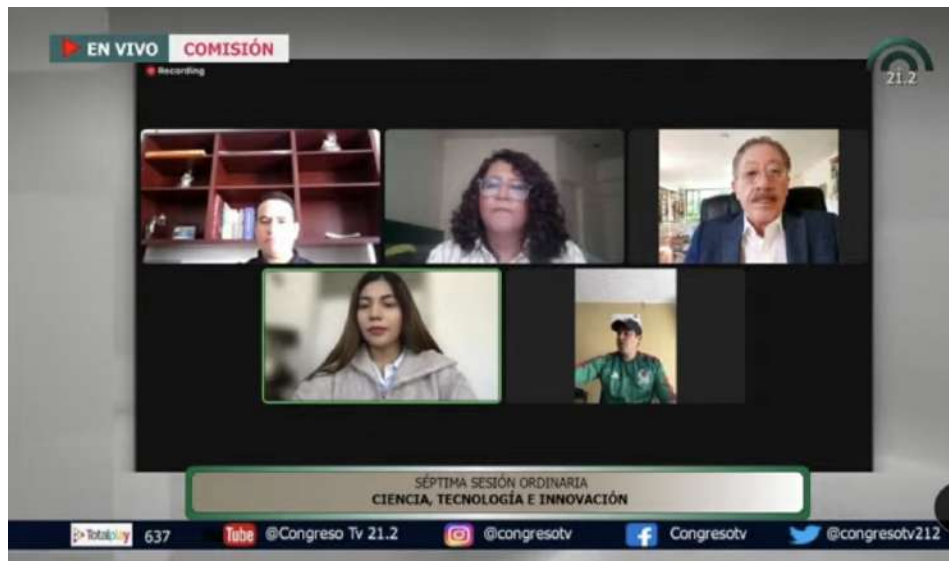 EN VIVO COMISIÓN
21.2
Recording
SÉPTIMA SESIÓN ORDINARIA
CIENCIA, TECNOLOGÍA E INNOVACIÓN
Totalplay 637 Tube @Congreso Tv 21.2 @congresotv Congresotv @congresotv212